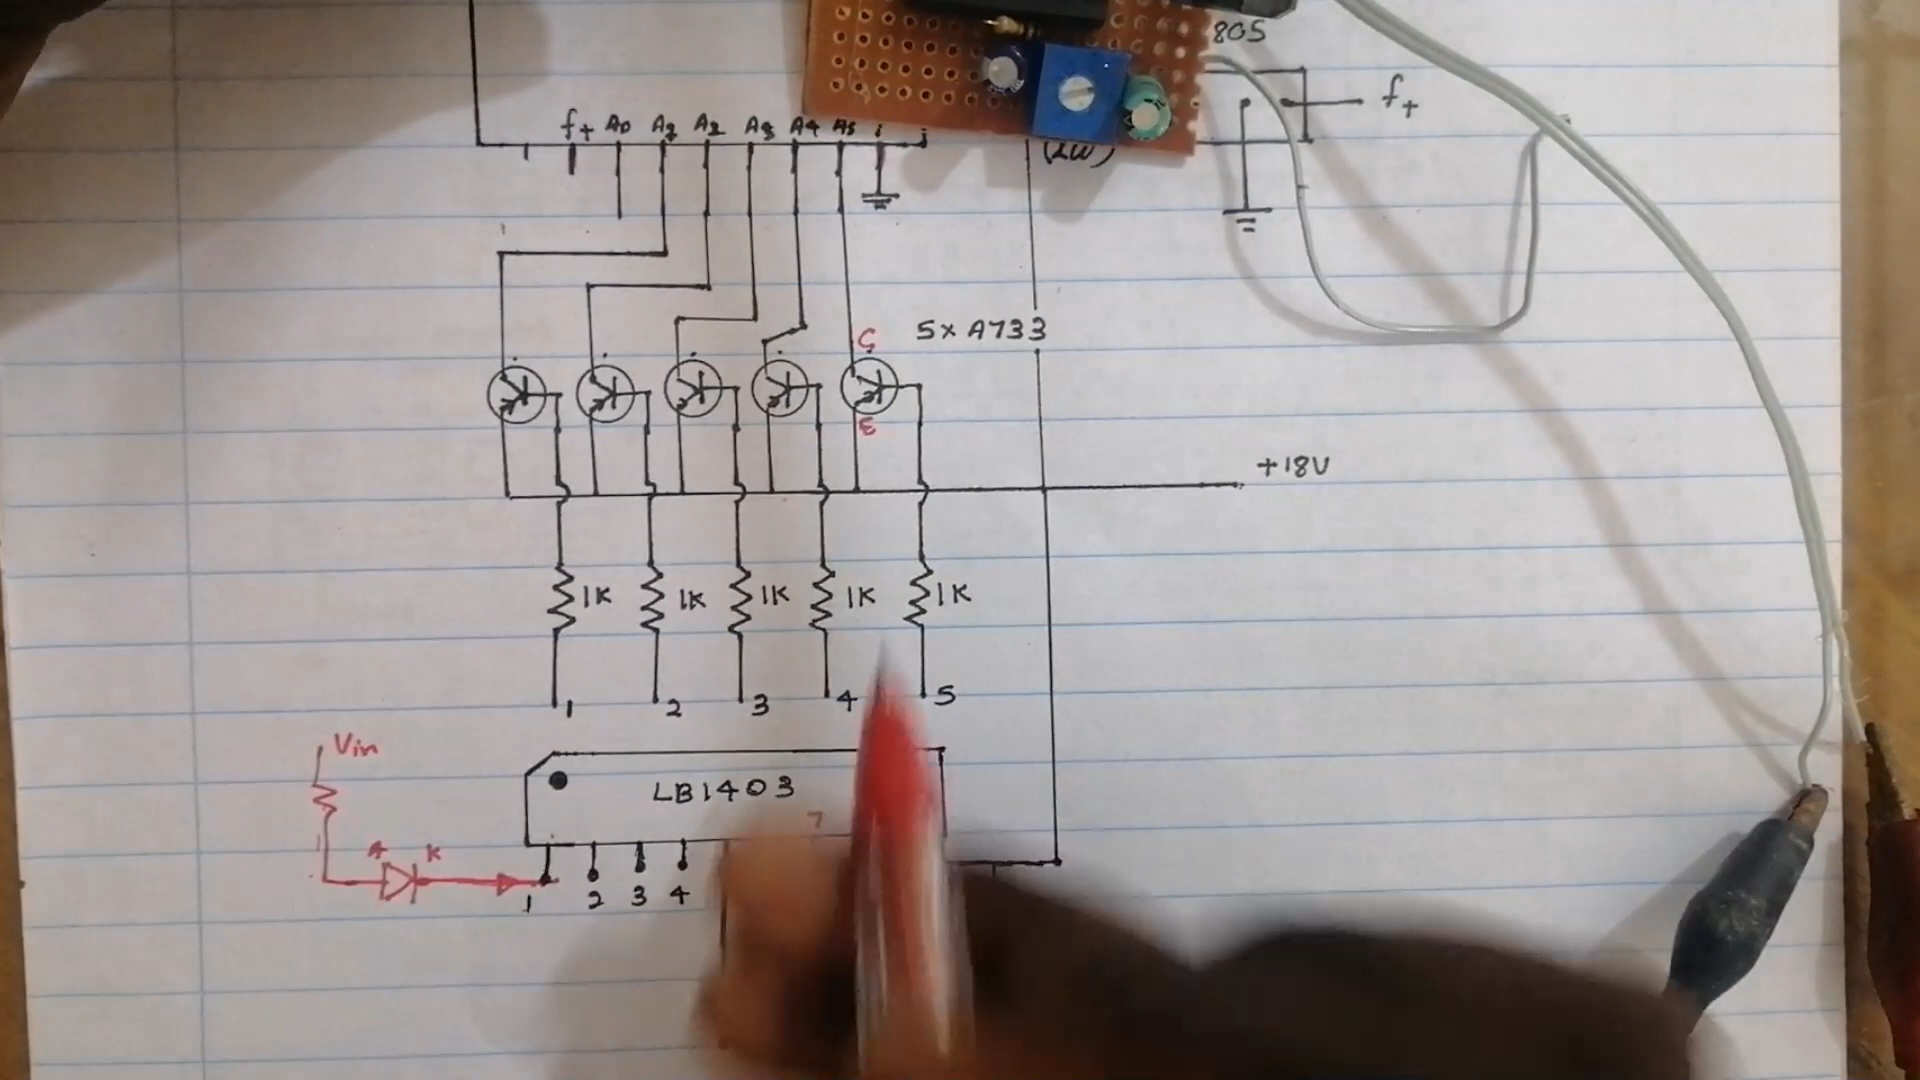 805
f+
f+ A0 A1 A2 A3 A4 A5 i i
(2W)
C
5x A733
E
+18V
1K 1K 1K 1K 1K
1 2 3 4 5
Vin
LB1403
7
A K
1 2 3 4